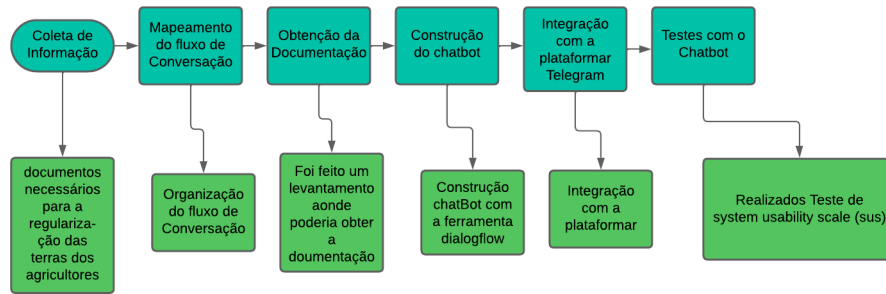 Coleta de
Informação
Mapeamento
do fluxo de
Conversação
Obtenção da
Documentação
Construção
do chatbot
Integração
com a
plataformar
Telegram
Testes com o
Chatbot
documentos
necessários
para a
regulariza-
ção das
terras dos
agricultores
Organização
do fluxo de
Conversação
Foi feito um
levantamento
aonde
poderia obter
a
doumentação
Construção
chatBot com
a ferramenta
dialogflow
Integração
com a
plataformar
Realizados Teste de
system usability scale (sus)